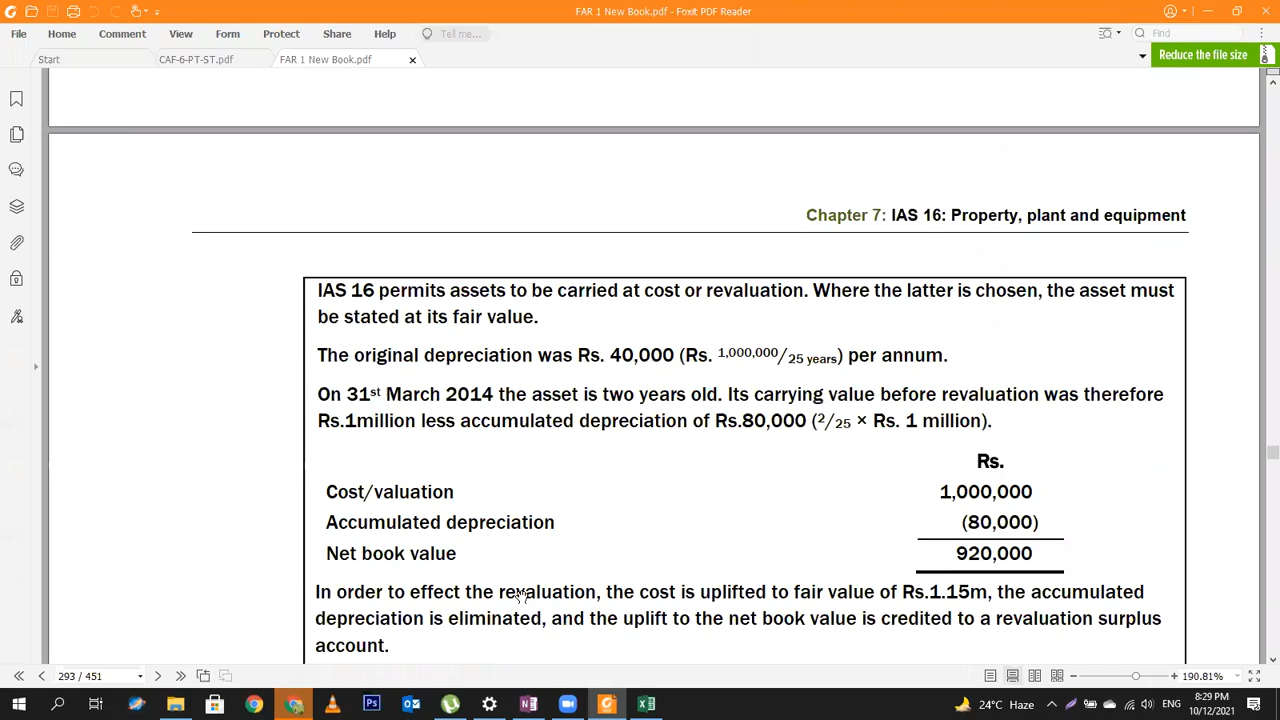 FAR 1 New Book.pdf - Foxit PDF Reader
File Home Comment View Form Protect Share Help Tell me... Find
Start CAF-6-PT-ST.pdf FAR 1 New Book.pdf Reduce the file size
Chapter 7: IAS 16: Property, plant and equipment
IAS 16 permits assets to be carried at cost or revaluation. Where the latter is chosen, the asset must
be stated at its fair value.
The original depreciation was Rs. 40,000 (Rs. 1,000,000/25 years) per annum.
On 31st March 2014 the asset is two years old. Its carrying value before revaluation was therefore
Rs.1million less accumulated depreciation of Rs.80,000 (2/25 × Rs. 1 million).
Rs.
Cost/valuation 1,000,000
Accumulated depreciation (80,000)
Net book value 920,000
In order to effect the revaluation, the cost is uplifted to fair value of Rs.1.15m, the accumulated
depreciation is eliminated, and the uplift to the net book value is credited to a revaluation surplus
account.
293 / 451 190.81%
24°C Haze ENG 8:29 PM
10/12/2021